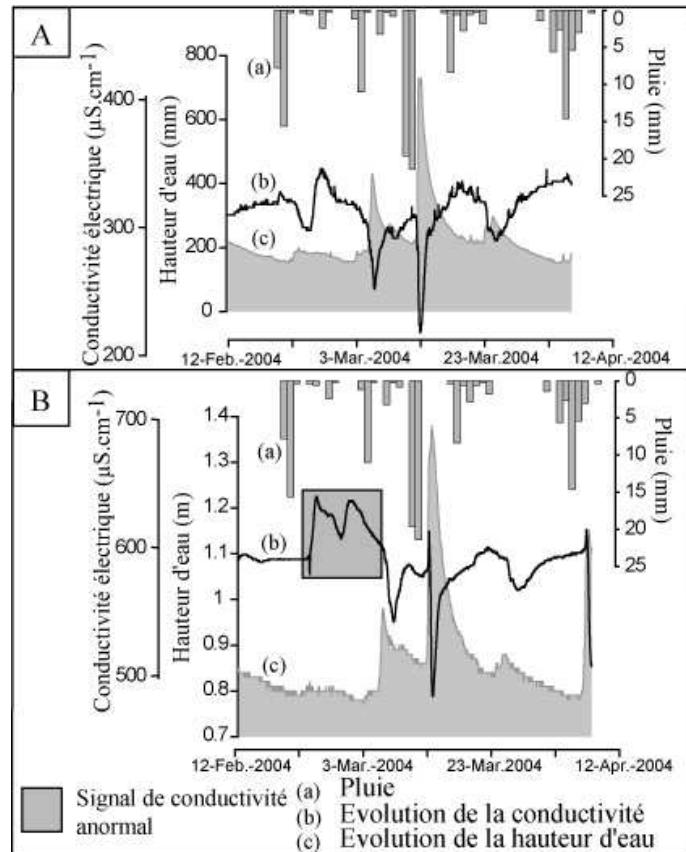 A
(a)
(b)
(c)
Conductivité électrique (µS.cm⁻¹)
400
300
200
Hauteur d'eau (mm)
800
600
400
200
0
Pluie (mm)
0
5
10
15
20
25
12-Feb.-2004
3-Mar.-2004
23-Mar.-2004
12-Apr.-2004
B
(a)
(b)
(c)
Conductivité électrique (µS.cm⁻¹)
700
600
500
Hauteur d'eau (m)
1.4
1.3
1.2
1.1
1
0.9
0.8
0.7
Pluie (mm)
0
5
10
15
20
25
12-Feb.-2004
3-Mar.-2004
23-Mar.-2004
12-Apr.-2004
Signal de conductivité
anormal
(a) Pluie
(b) Evolution de la conductivité
(c) Evolution de la hauteur d'eau